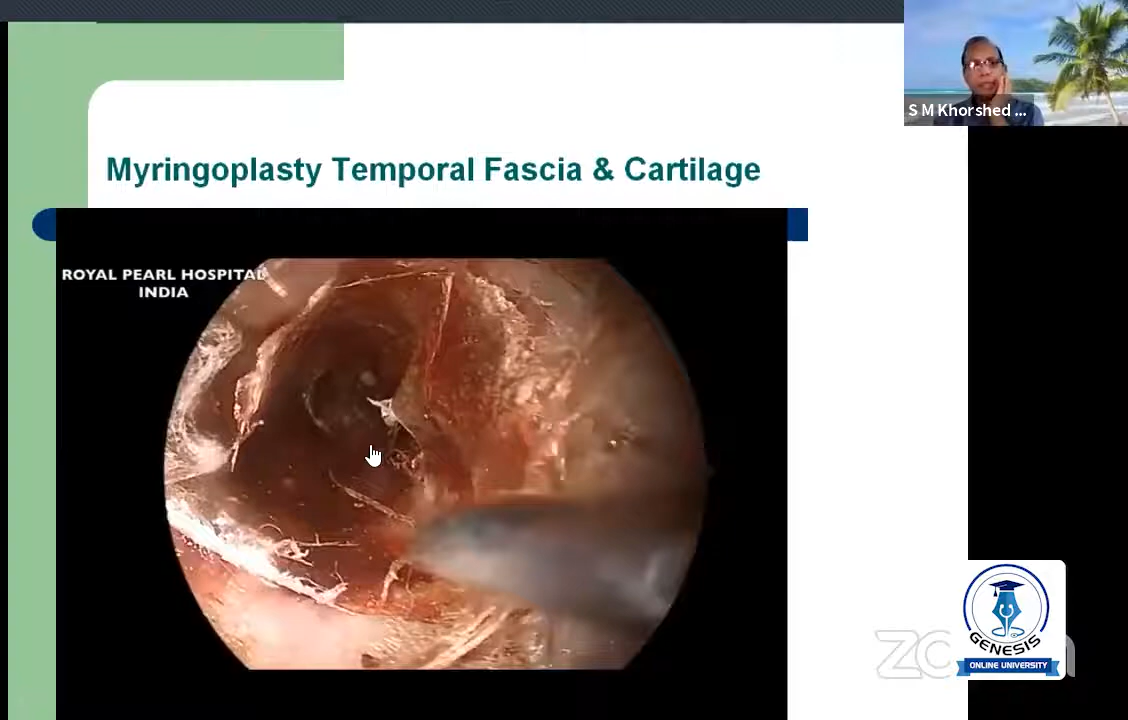 S M Khorshed ...
Myringoplasty Temporal Fascia & Cartilage
ROYAL PEARL HOSPITAL
INDIA
GENESIS
ONLINE UNIVERSITY